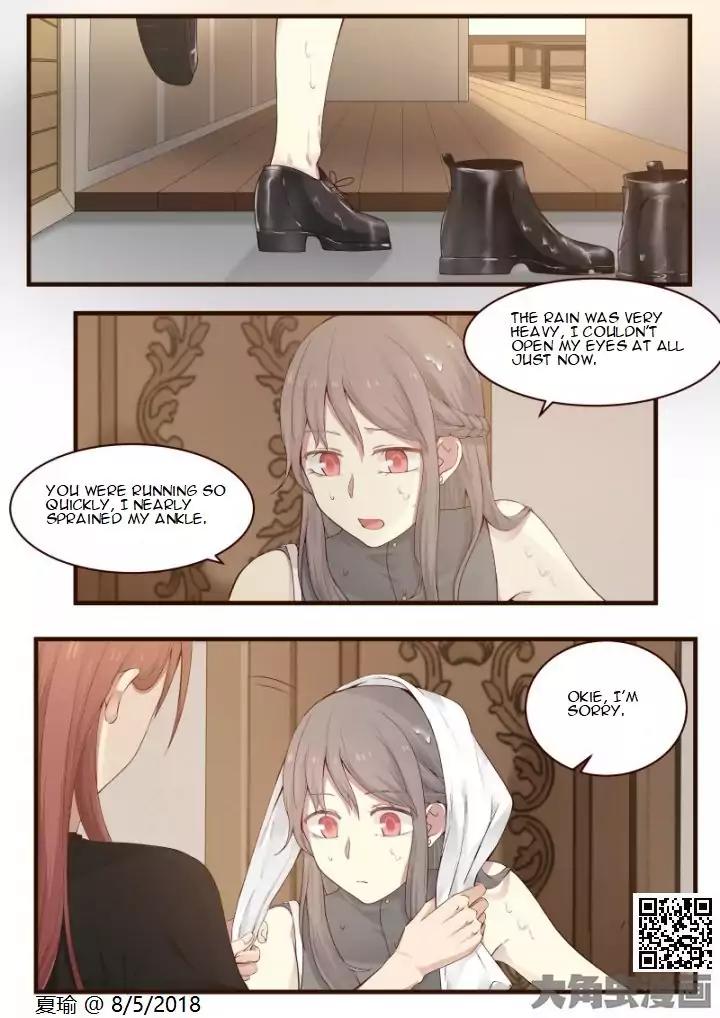 THE RAIN WAS VERY
HEAVY, I COULDN'T
OPEN MY EYES AT ALL
JUST NOW.
YOU WERE RUNNING SO
QUICKLY, I NEARLY
SPRAINED MY ANKLE.
OKIE, I'M
SORRY.
大角虫漫画
夏瑜 @ 8/5/2018